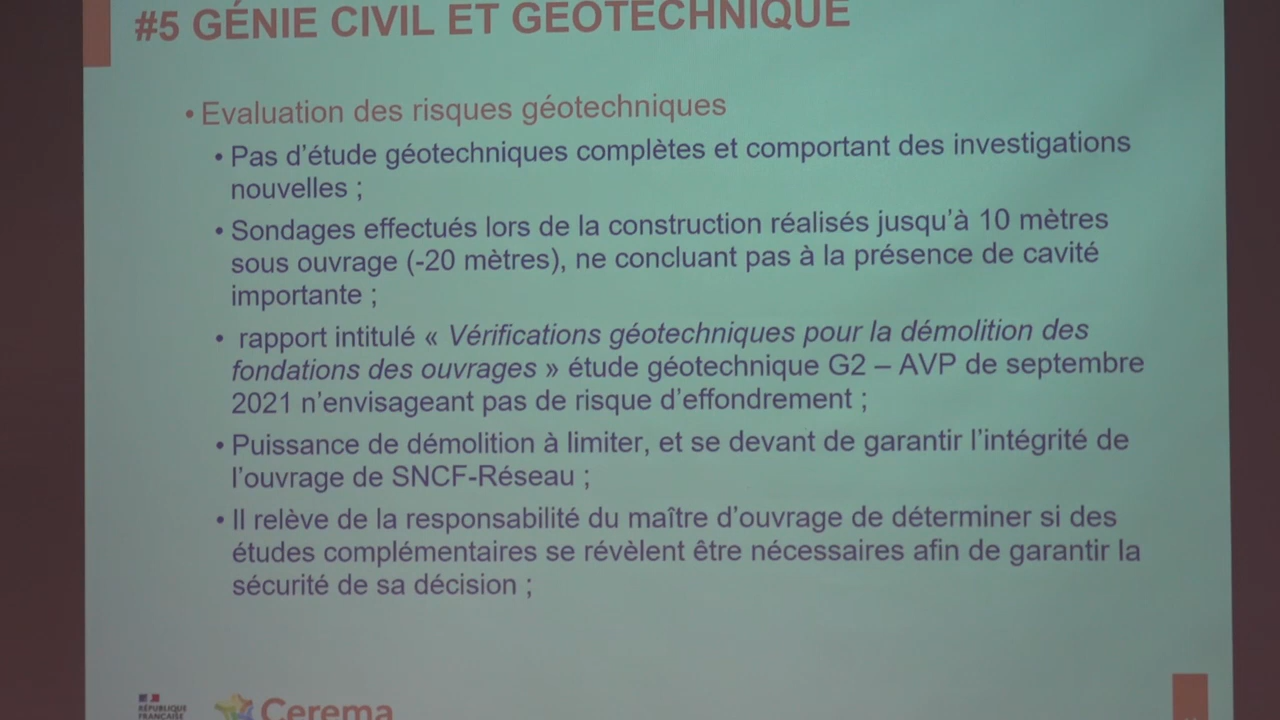 #5 GÉNIE CIVIL ET GÉOTECHNIQUE
• Evaluation des risques géotechniques
• Pas d'étude géotechniques complètes et comportant des investigations
nouvelles ;
• Sondages effectués lors de la construction réalisés jusqu'à 10 mètres
sous ouvrage (-20 mètres), ne concluant pas à la présence de cavité
importante ;
• rapport intitulé « Vérifications géotechniques pour la démolition des
fondations des ouvrages » étude géotechnique G2 – AVP de septembre
2021 n'envisageant pas de risque d'effondrement ;
• Puissance de démolition à limiter, et se devant de garantir l'intégrité de
l'ouvrage de SNCF-Réseau ;
• Il relève de la responsabilité du maître d'ouvrage de déterminer si des
études complémentaires se révèlent être nécessaires afin de garantir la
sécurité de sa décision ;
RÉPUBLIQUE
FRANÇAISE
Cerema